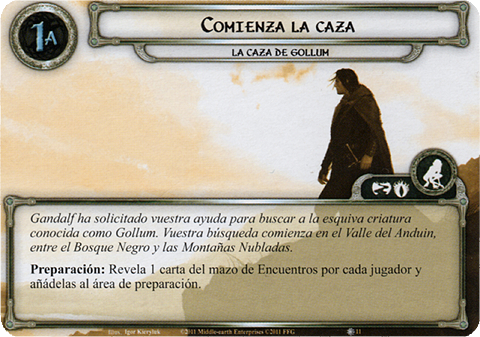 1A
COMIENZA LA CAZA
LA CAZA DE GOLLUM
Gandalf ha solicitado vuestra ayuda para buscar a la esquiva criatura
conocida como Gollum. Vuestra búsqueda comienza en el Valle del Anduin,
entre el Bosque Negro y las Montañas Nubladas.
Preparación: Revela 1 carta del mazo de Encuentros por cada jugador y
añádelas al área de preparación.
Ilus. Igor Kieryluk ©2011 Middle-earth Enterprises ©2011 FFG 11